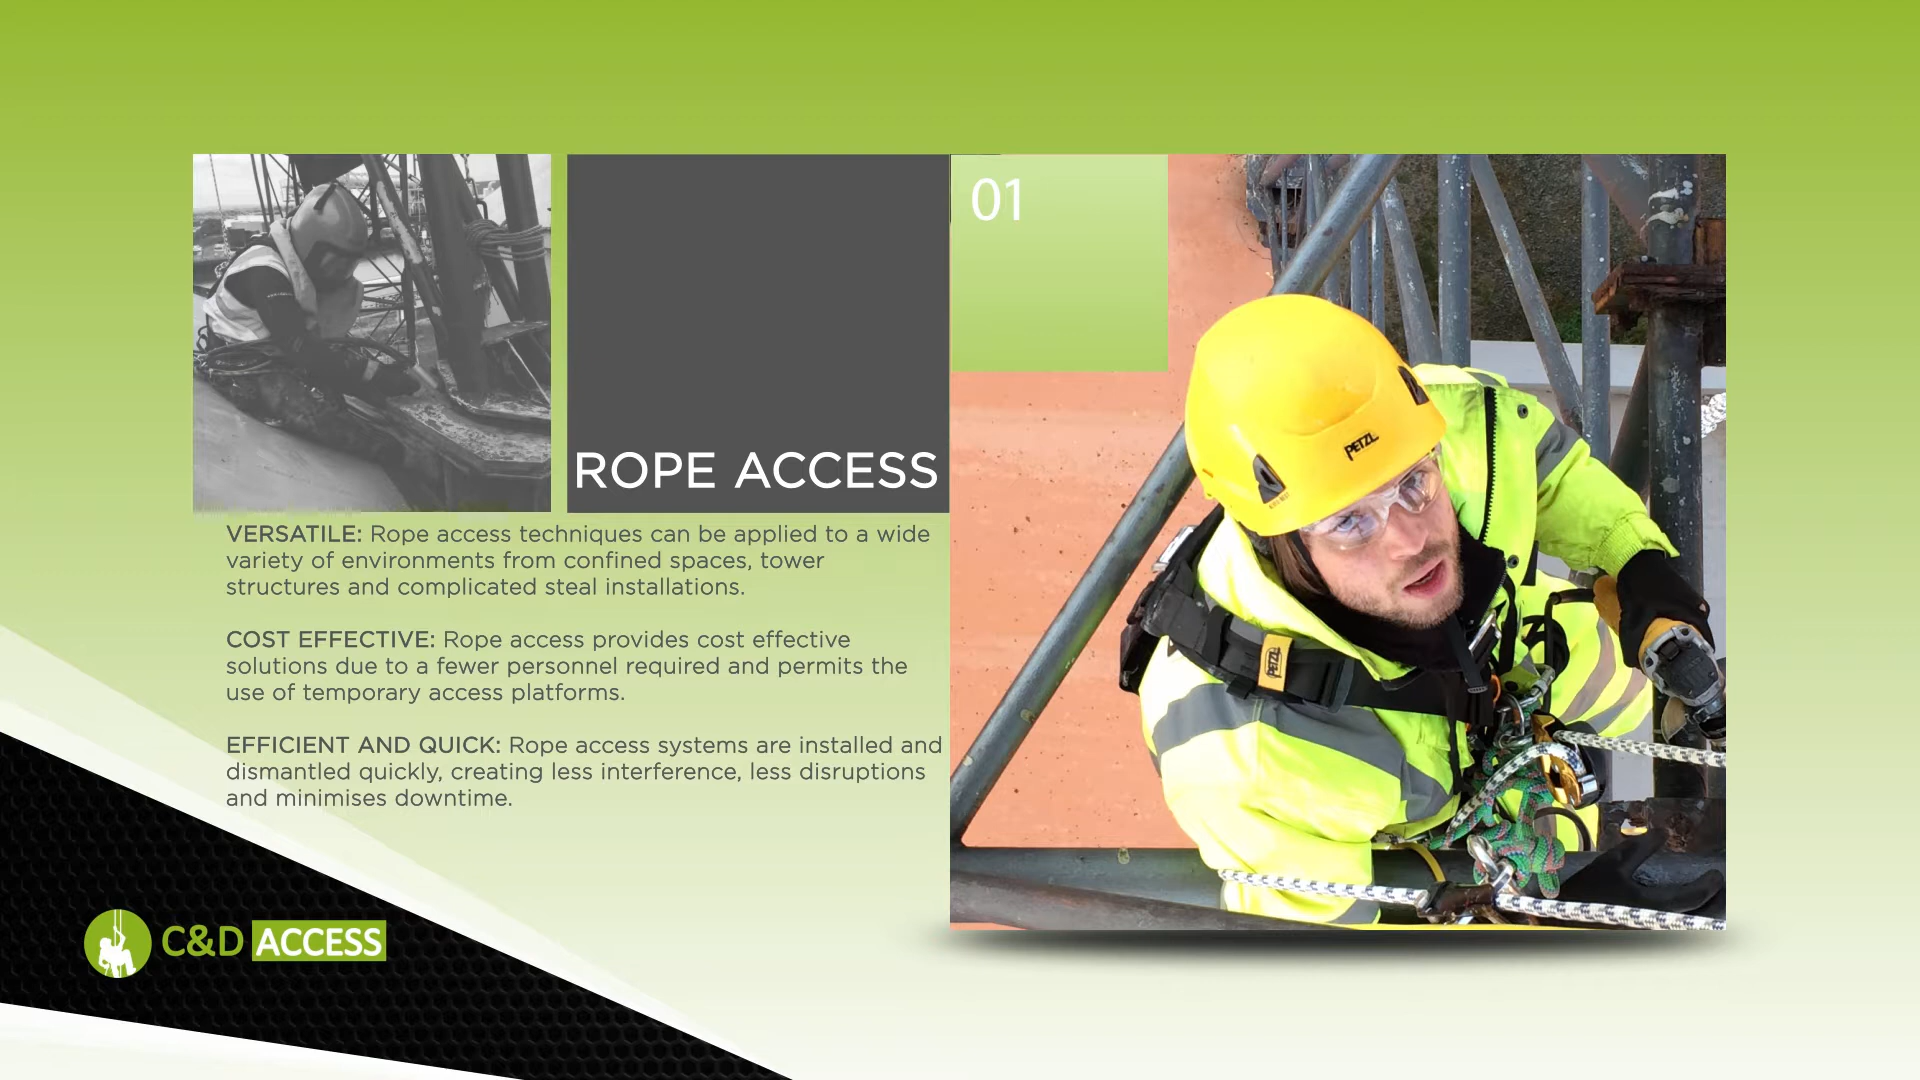 01
ROPE ACCESS
VERSATILE: Rope access techniques can be applied to a wide
variety of environments from confined spaces, tower
structures and complicated steal installations.
COST EFFECTIVE: Rope access provides cost effective
solutions due to a fewer personnel required and permits the
use of temporary access platforms.
EFFICIENT AND QUICK: Rope access systems are installed and
dismantled quickly, creating less interference, less disruptions
and minimises downtime.
PETZL
PETZL
C&D ACCESS